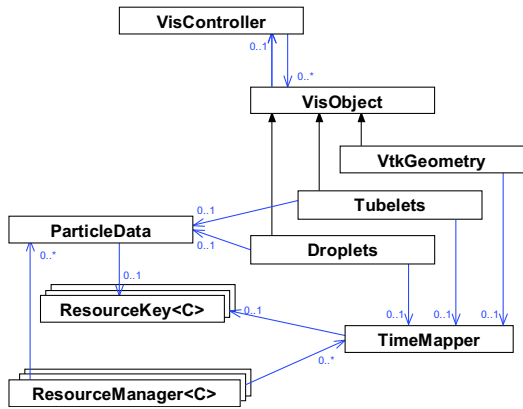 VisController
0..1
0..*
VisObject
VtkGeometry
0..1
Tubelets
ParticleData
0..1
Droplets
0..*
0..1
ResourceKey<C>
0..1
0..1
0..1
0..1
TimeMapper
0..*
ResourceManager<C>